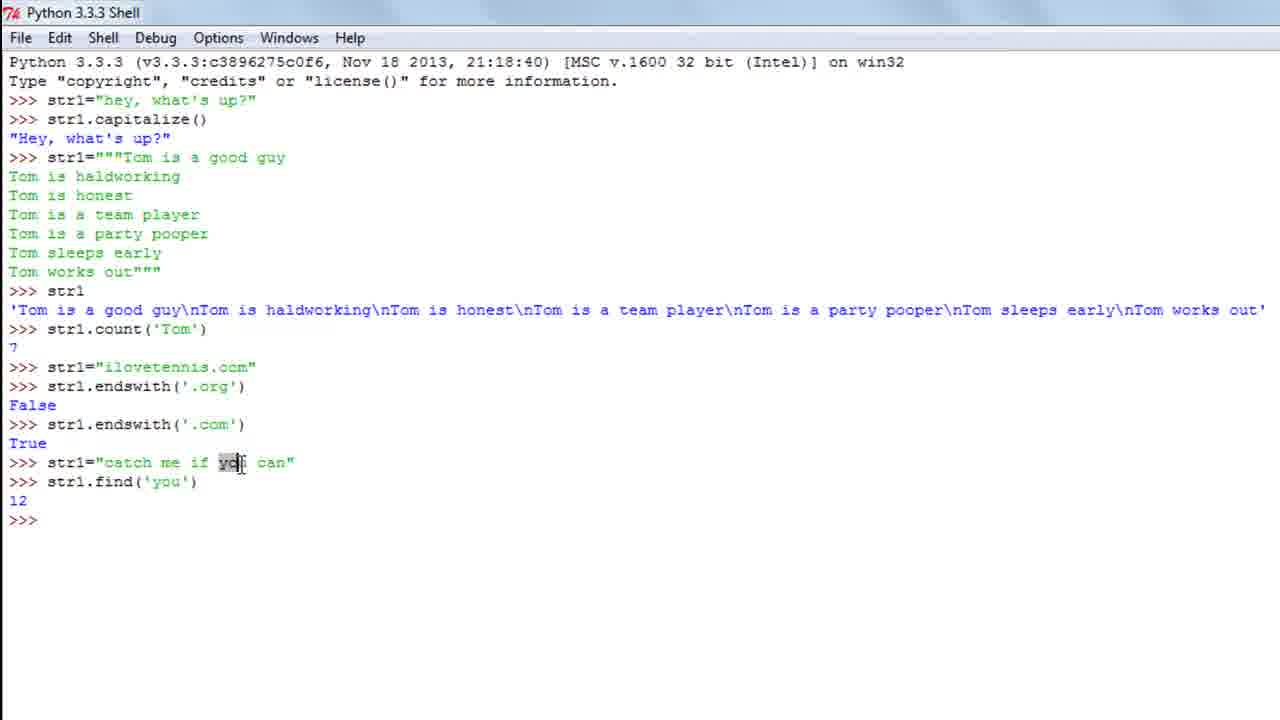 Python 3.3.3 Shell
File Edit Shell Debug Options Windows Help
Python 3.3.3 (v3.3.3:c3896275c0f6, Nov 18 2013, 21:18:40) [MSC v.1600 32 bit (Intel)] on win32
Type "copyright", "credits" or "license()" for more information.
>>> str1="hey, what's up?"
>>> str1.capitalize()
"Hey, what's up?"
>>> str1="""Tom is a good guy
Tom is haldworking
Tom is honest
Tom is a team player
Tom is a party pooper
Tom sleeps early
Tom works out"""
>>> str1
'Tom is a good guy\nTom is haldworking\nTom is honest\nTom is a team player\nTom is a party pooper\nTom sleeps early\nTom works out'
>>> str1.count('Tom')
7
>>> str1="ilovetennis.com"
>>> str1.endswith('.org')
False
>>> str1.endswith('.com')
True
>>> str1="catch me if you can"
>>> str1.find('you')
12
>>>